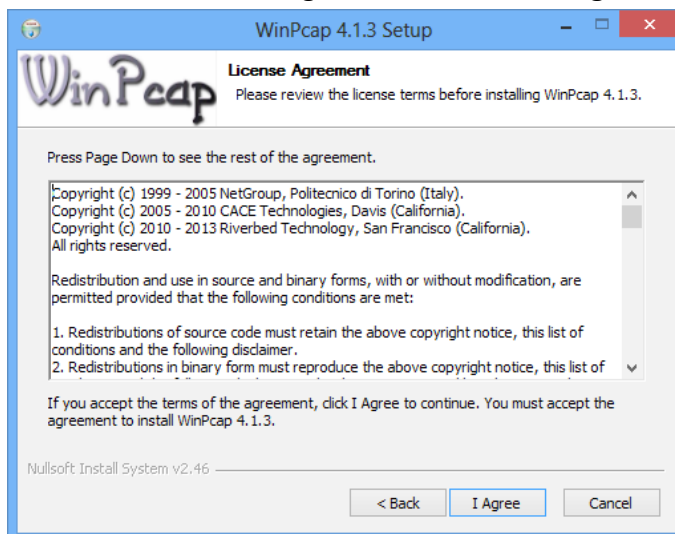 WinPcap 4.1.3 Setup
WinPcap
License Agreement
Please review the license terms before installing WinPcap 4.1.3.
Press Page Down to see the rest of the agreement.
Copyright (c) 1999 - 2005 NetGroup, Politecnico di Torino (Italy).
Copyright (c) 2005 - 2010 CACE Technologies, Davis (California).
Copyright (c) 2010 - 2013 Riverbed Technology, San Francisco (California).
All rights reserved.
Redistribution and use in source and binary forms, with or without modification, are
permitted provided that the following conditions are met:
1. Redistributions of source code must retain the above copyright notice, this list of
conditions and the following disclaimer.
2. Redistributions in binary form must reproduce the above copyright notice, this list of
If you accept the terms of the agreement, click I Agree to continue. You must accept the
agreement to install WinPcap 4.1.3.
Nullsoft Install System v2.46
< Back
I Agree
Cancel